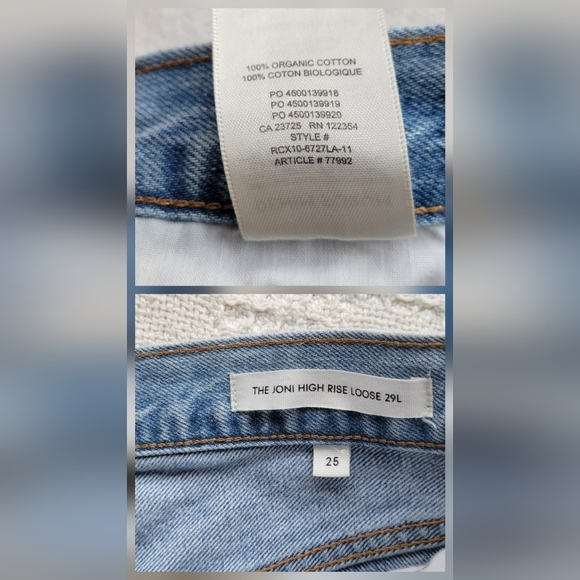 100% ORGANIC COTTON
100% COTON BIOLOGIQUE
PO 4500139918
PO 4500139919
PO 4500139920
CA 23725 RN 122354
STYLE #
RCX10-6727LA-11
ARTICLE # 77992
THE JONI HIGH RISE LOOSE 29L
25